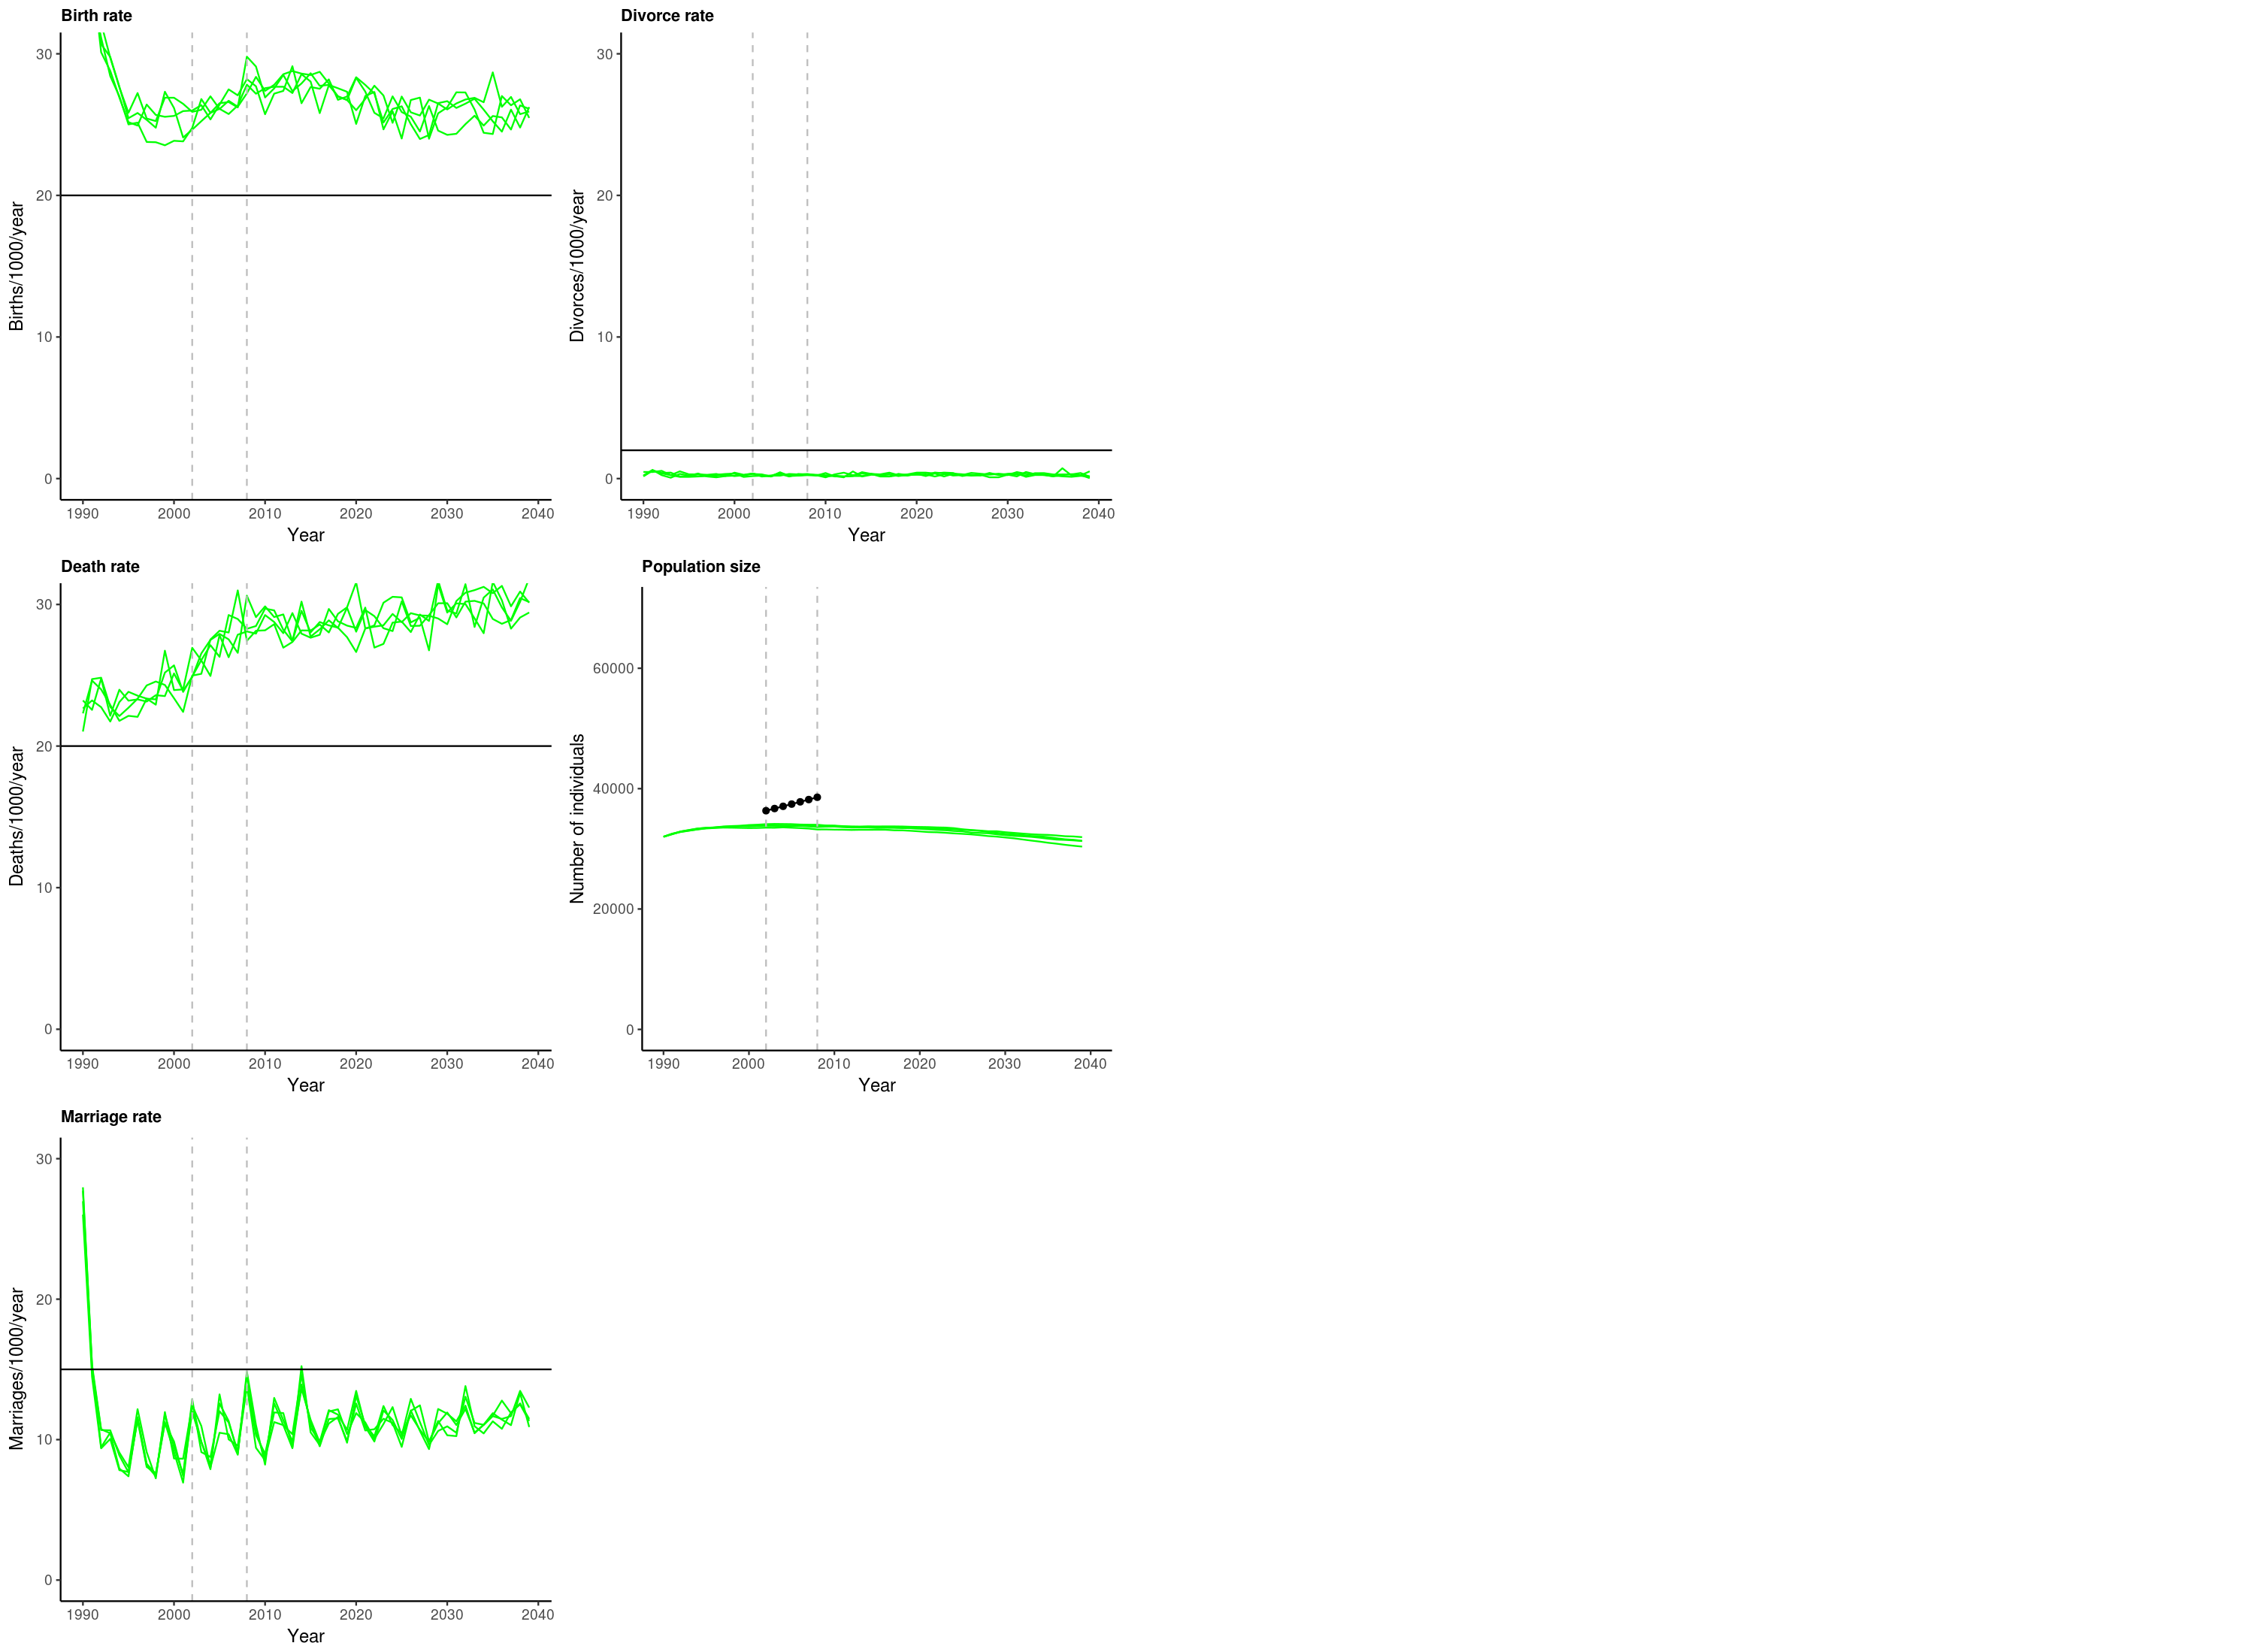 Birth rate
Births/1000/year
30
20
10
0
1990 2000 2010 2020 2030 2040
Year
Divorce rate
Divorces/1000/year
30
20
10
0
1990 2000 2010 2020 2030 2040
Year
Death rate
Deaths/1000/year
30
20
10
0
1990 2000 2010 2020 2030 2040
Year
Population size
Number of individuals
60000
40000
20000
0
1990 2000 2010 2020 2030 2040
Year
Marriage rate
Marriages/1000/year
30
20
10
0
1990 2000 2010 2020 2030 2040
Year